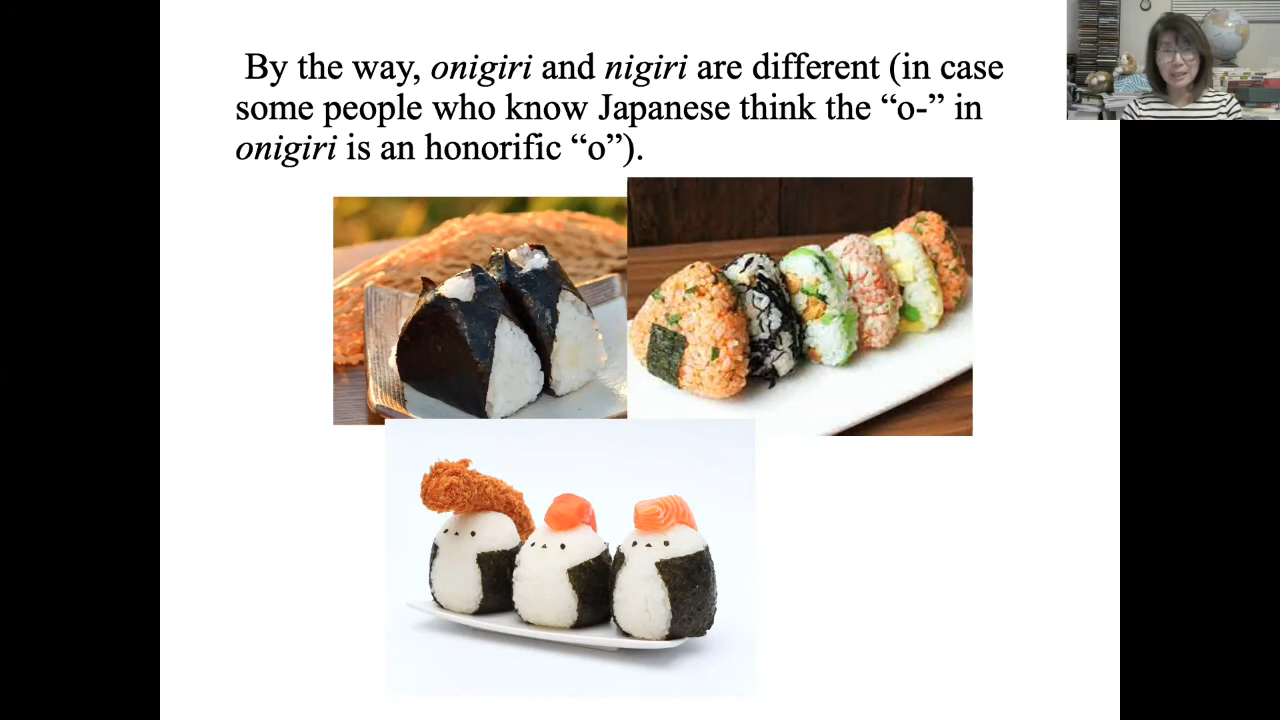 By the way, onigiri and nigiri are different (in case
some people who know Japanese think the “o-” in
onigiri is an honorific “o”).